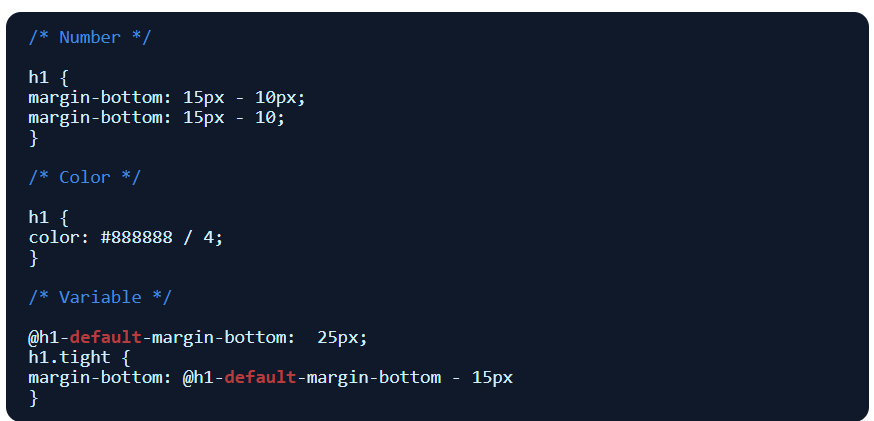 /* Number */
h1 {
margin-bottom: 15px - 10px;
margin-bottom: 15px - 10;
}
/* Color */
h1 {
color: #888888 / 4;
}
/* Variable */
@h1-default-margin-bottom:  25px;
h1.tight {
margin-bottom: @h1-default-margin-bottom - 15px
}